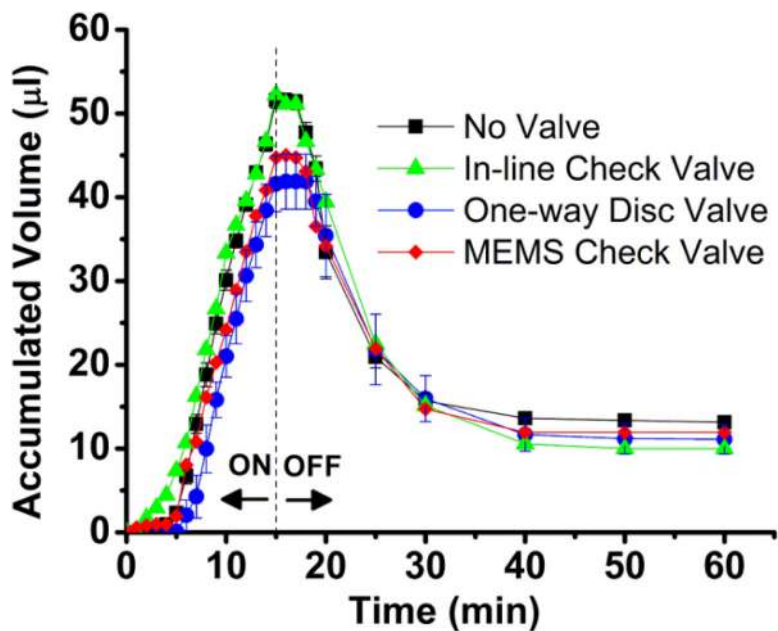 60
50
40
30
20
10
0
Accumulated Volume (μl)
No Valve
In-line Check Valve
One-way Disc Valve
MEMS Check Valve
ON OFF
0 10 20 30 40 50 60
Time (min)